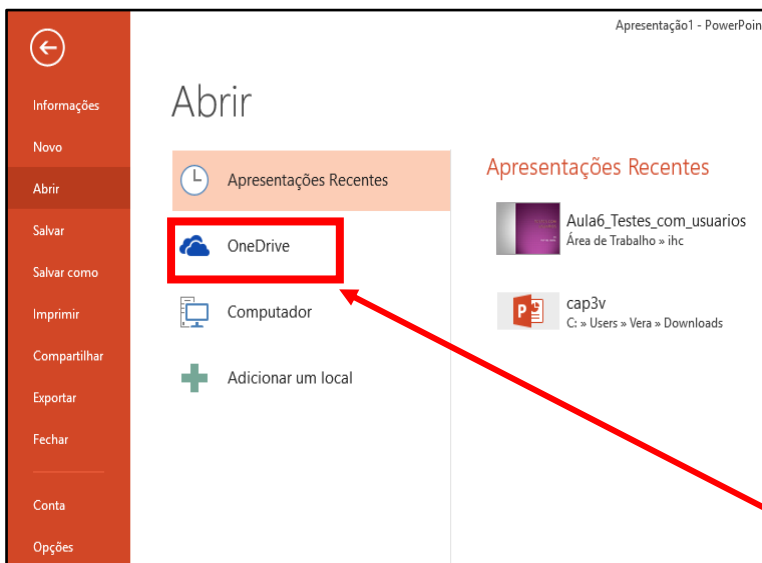 Apresentação1 - PowerPoin
Informações
Novo
Abrir
Salvar
Salvar como
Imprimir
Compartilhar
Exportar
Fechar
Conta
Opções
Abrir
Apresentações Recentes
OneDrive
Computador
Adicionar um local
Apresentações Recentes
Aula6_Testes_com_usuarios
Área de Trabalho » ihc
cap3v
C: » Users » Vera » Downloads